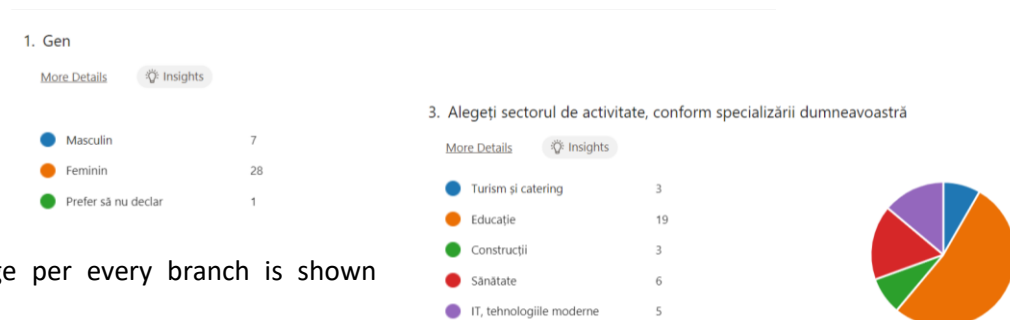 1. Gen
More Details Insights
Masculin 7
Feminin 28
Prefer să nu declar 1
per every branch is shown
3. Alegeți sectorul de activitate, conform specializării dumneavoastră
More Details Insights
Turism și catering 3
Educație 19
Construcții 3
Sănătate 6
IT, tehnologiile moderne 5